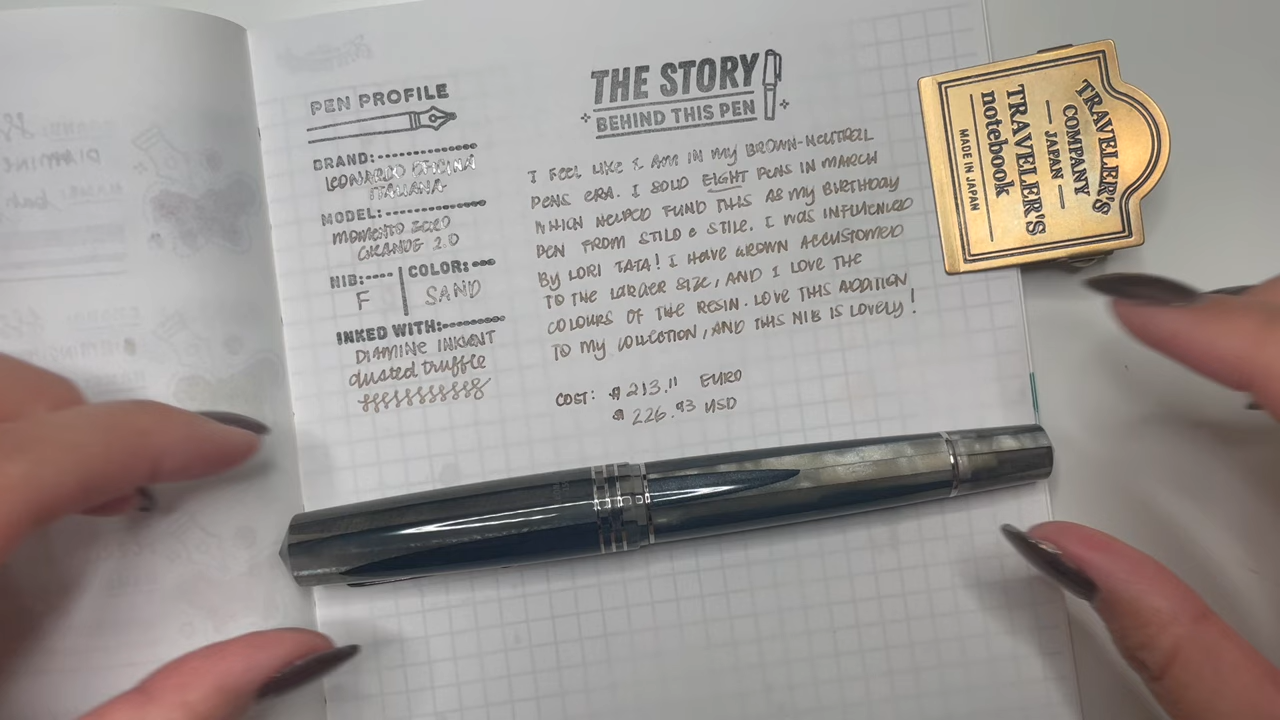 PEN PROFILE
BRAND:
LEONARDO OFFICINA
ITALIANA
MODEL:
MOMENTO ZERO
GRANDE 2.0
NIB:
F
COLOR:
SAND
INKED WITH:
DIAMINE INKVENT
dusted truffle
THE STORY
BEHIND THIS PEN
I FEEL LIKE I AM IN MY BROWN-NEUTRAL
PENS ERA. I SOLD EIGHT PENS IN MARCH
WHICH HELPED FUND THIS AS MY BIRTHDAY
PEN FROM STILO e STILE. I WAS INFLUENCED
BY LORI TATA! I HAVE GROWN ACCUSTOMED
TO THE LARGER SIZE, AND I LOVE THE
COLOURS OF THE RESIN. LOVE THIS ADDITION
TO MY COLLECTION, AND THIS NIB IS LOVELY!
COST: $213.11 EURO
$226.93 USD
TRAVELER'S
COMPANY
— JAPAN —
TRAVELER'S
notebook
MADE IN JAPAN
DIAMINE